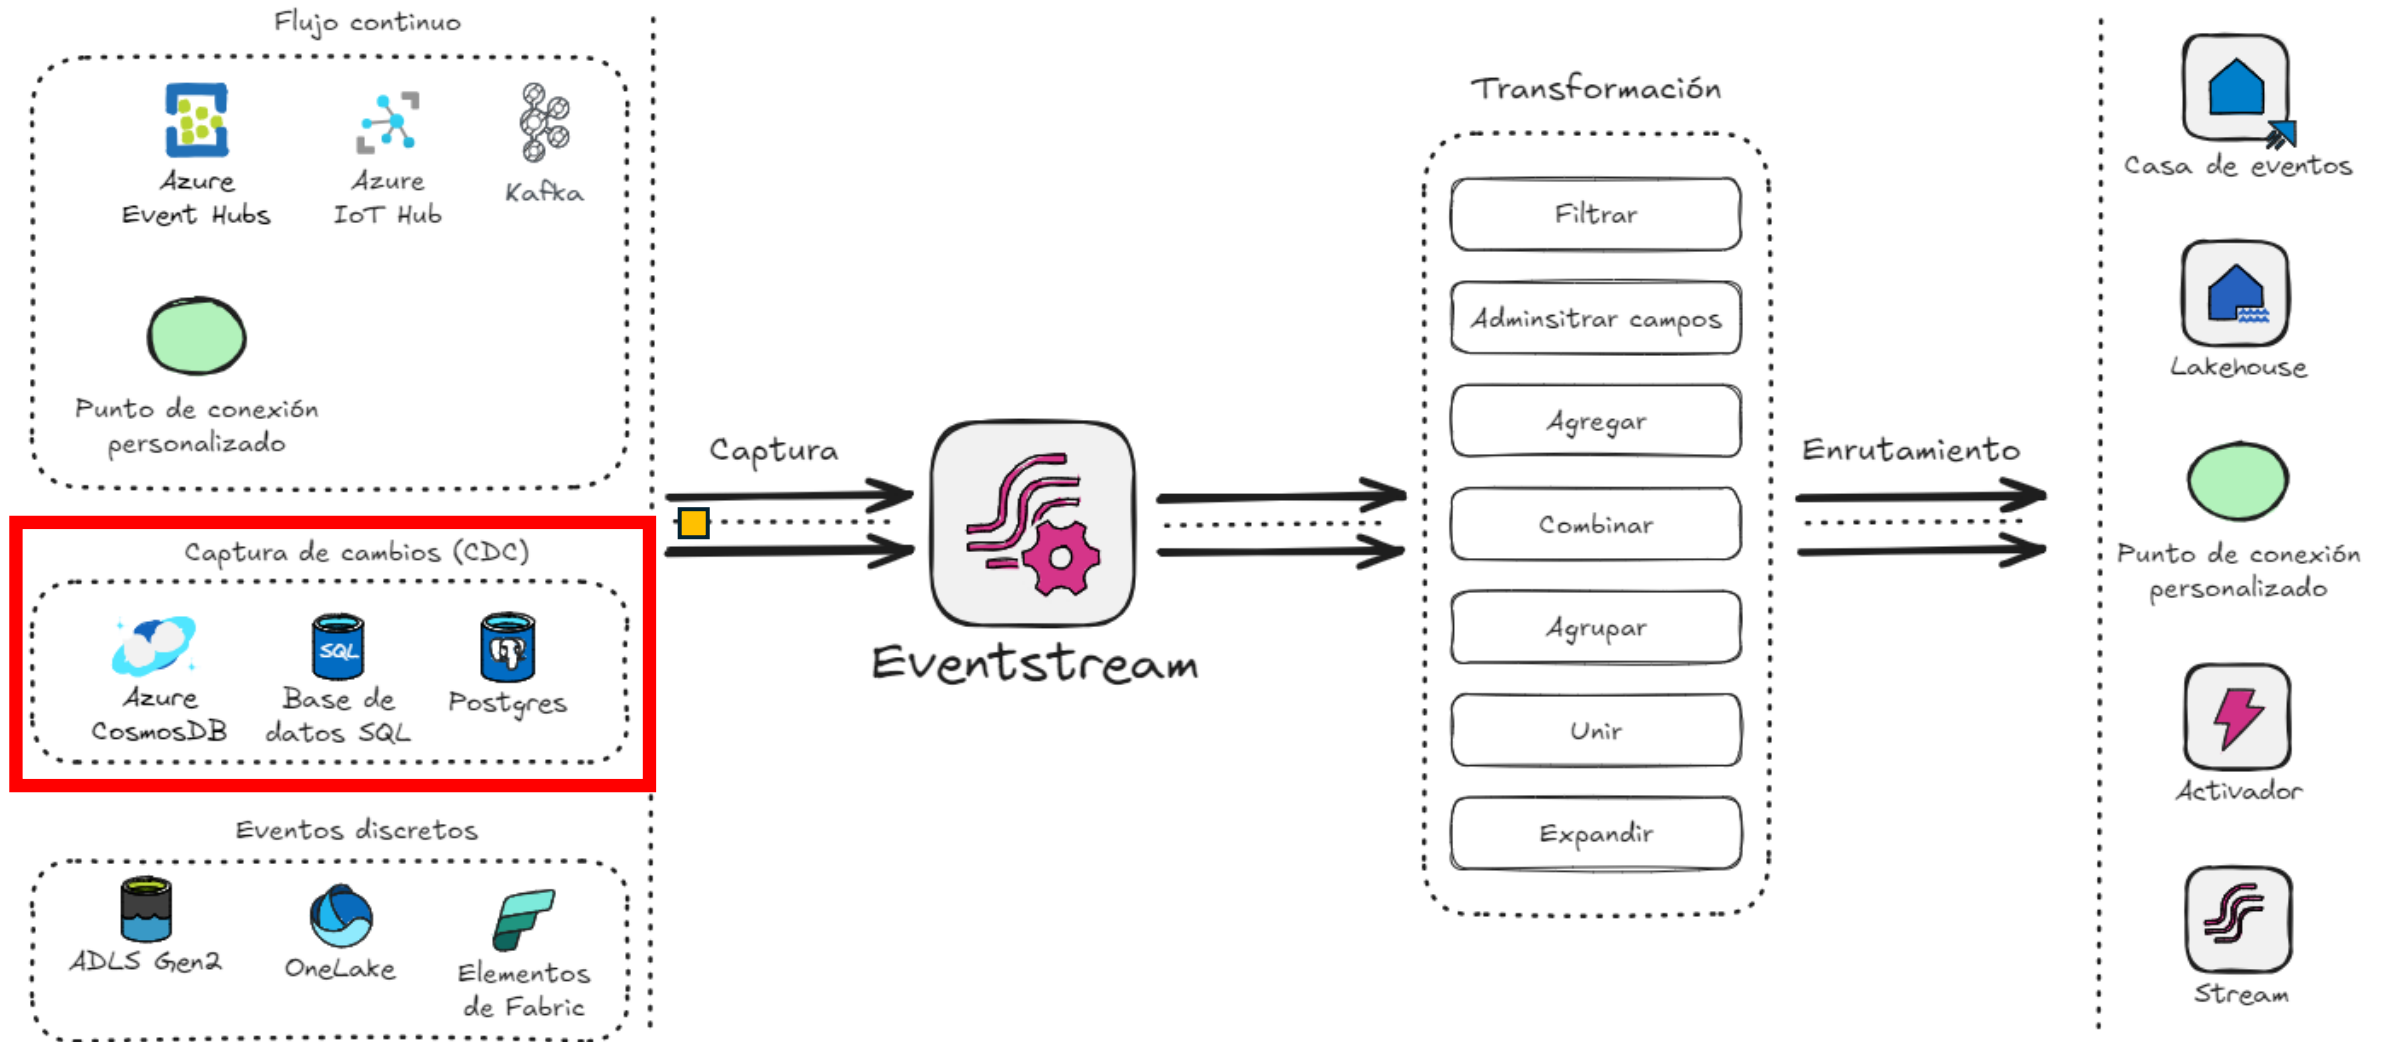 Flujo continuo
Azure
Event Hubs
Azure
IoT Hub
Kafka
Punto de conexión
personalizado
Captura de cambios (CDC)
Azure
CosmosDB
SQL
Base de
datos SQL
Postgres
Eventos discretos
ADLS Gen2
OneLake
Elementos
de Fabric
Captura
Eventstream
Transformación
Filtrar
Adminsitrar campos
Agregar
Combinar
Agrupar
Unir
Expandir
Enrutamiento
Casa de eventos
Lakehouse
Punto de conexión
personalizado
Activador
Stream